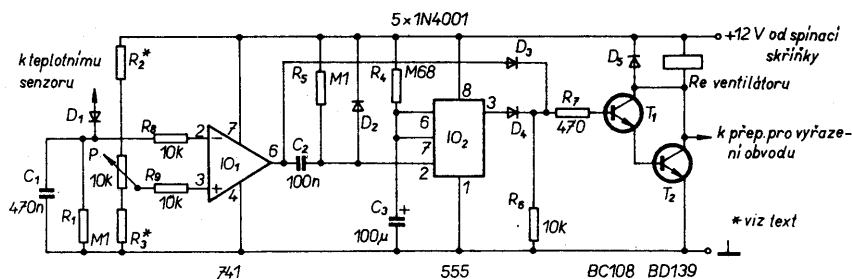 5×1N4001
k teplotnímu
senzoru
+12 V od spínací
skříňky
Re ventilátoru
k přep. pro vyřaze-
ní obvodu
* viz text
D1
R2*
P
10k
R3*
C1
470n
R1
M1
R8
10k
R9
10k
2
3
7
4
6
IO1
C2
100n
R5
M1
D2
R4
M68
C3
+
100μ
8
6
7
2
3
1
IO2
D3
D4
R6
10k
R7
470
D5
T1
T2
741
555
BC108
BD139